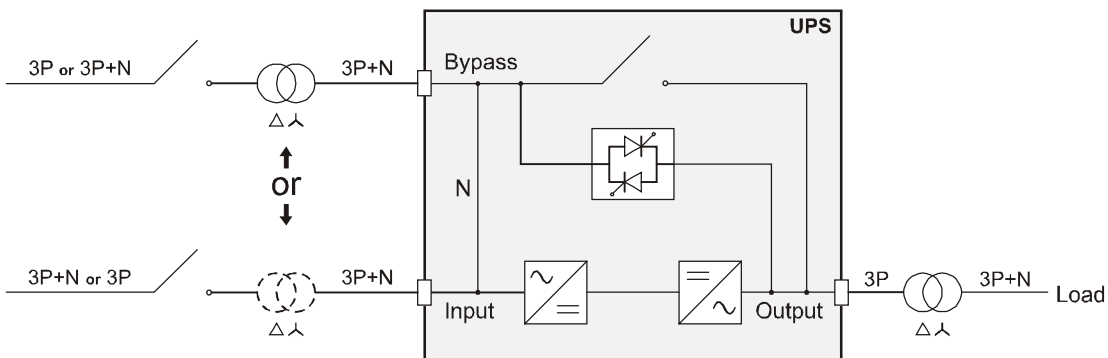 UPS
3P or 3P+N
3P+N
Bypass
or
N
3P+N or 3P
3P+N
Input
Output
3P
3P+N
Load